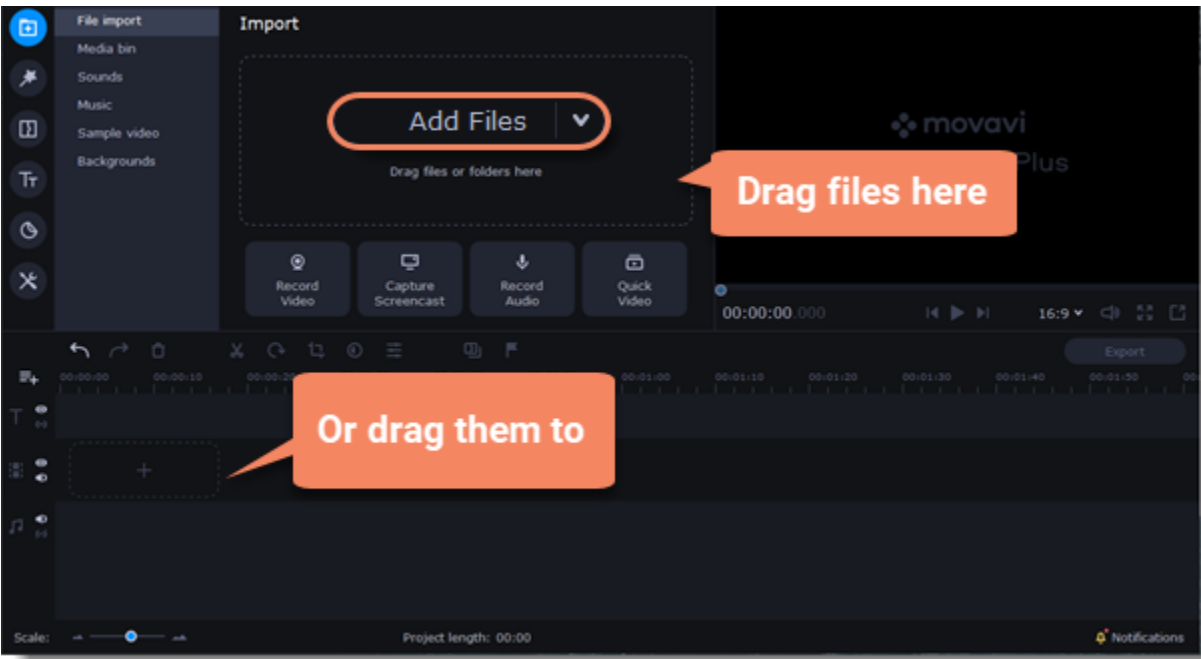 File import
Media bin
Sounds
Music
Sample video
Backgrounds
Import
Add Files
Drag files or folders here
Record
Video
Capture
Screencast
Record
Audio
Quick
Video
movavi
Plus
Drag files here
00:00:00.000
16:9
Export
00:00:00 00:00:10 00:00:20 00:01:00 00:01:10 00:01:20 00:01:30 00:01:40 00:01:50
Or drag them to
Scale:
Project length: 00:00
Notifications